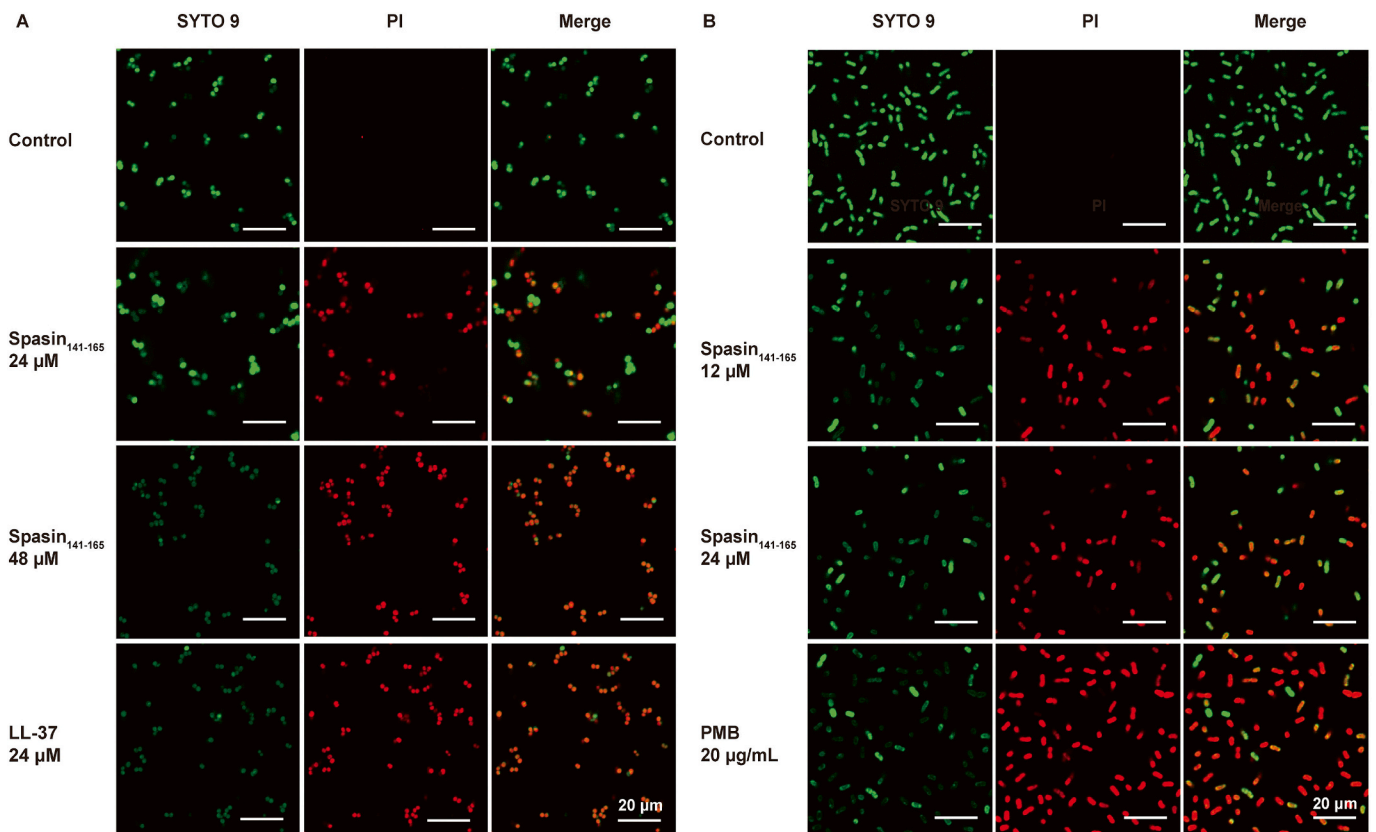 A SYTO 9 PI Merge B SYTO 9 PI Merge
Control
Control
SYTO 9 PI Merge
Spasin141-165
24 μM
Spasin141-165
12 μM
Spasin141-165
48 μM
Spasin141-165
24 μM
LL-37
24 μM
20 μm
PMB
20 μg/mL
20 μm